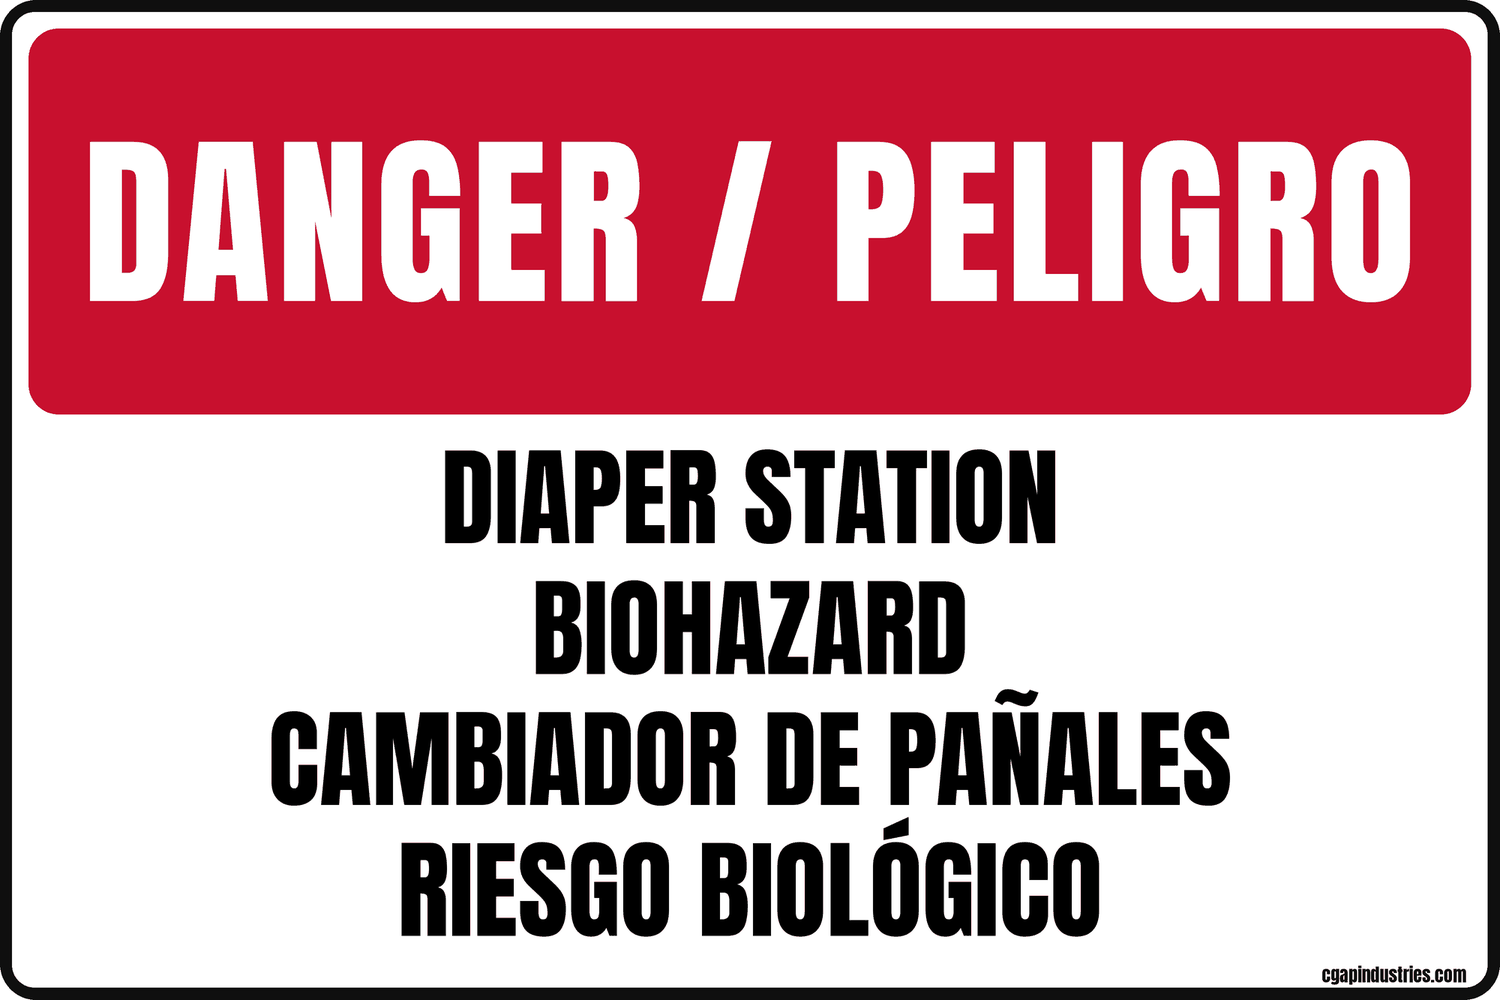 DANGER / PELIGRO
DIAPER STATION
BIOHAZARD
CAMBIADOR DE PAÑALES
RIESGO BIOLÓGICO
cgapindustries.com